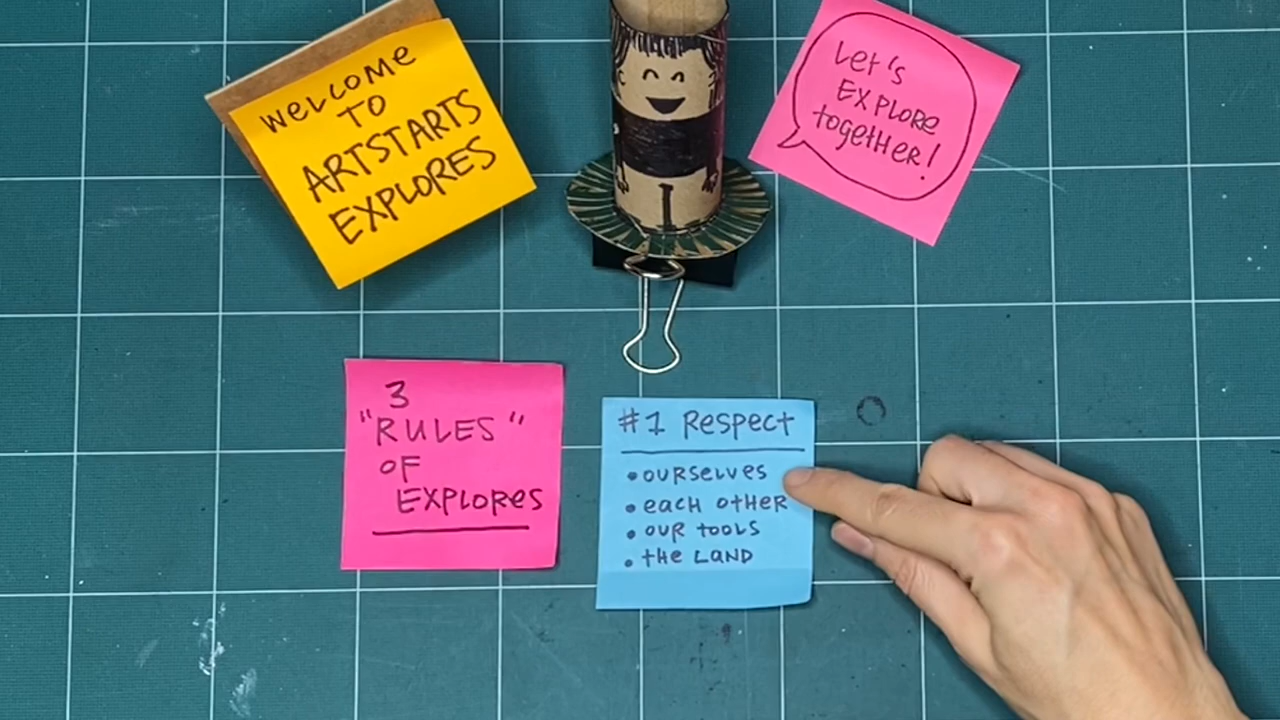 WELCOME
TO
ARTSTARTS
EXPLORES
Let's
EXPLORE
together!
3
"RULES"
OF
EXPLORES
#1 Respect
• OURSELVES
• each other
• our tools
• the LAND